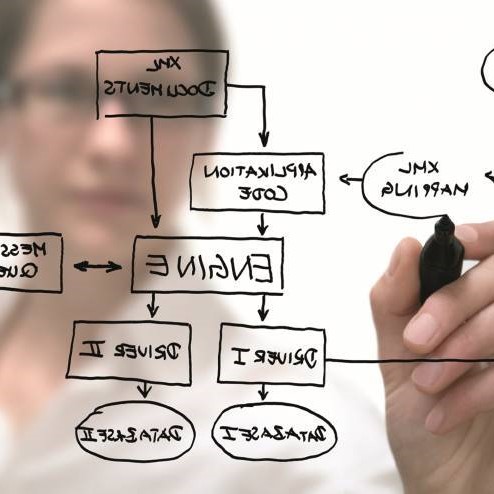 XML
DOCUMENTS
APPLIKATION
CODE
XML
MAPPING
MESS
QUE
ENGINE
DRIVER II
DRIVER I
DATABASE II
DATABASE I